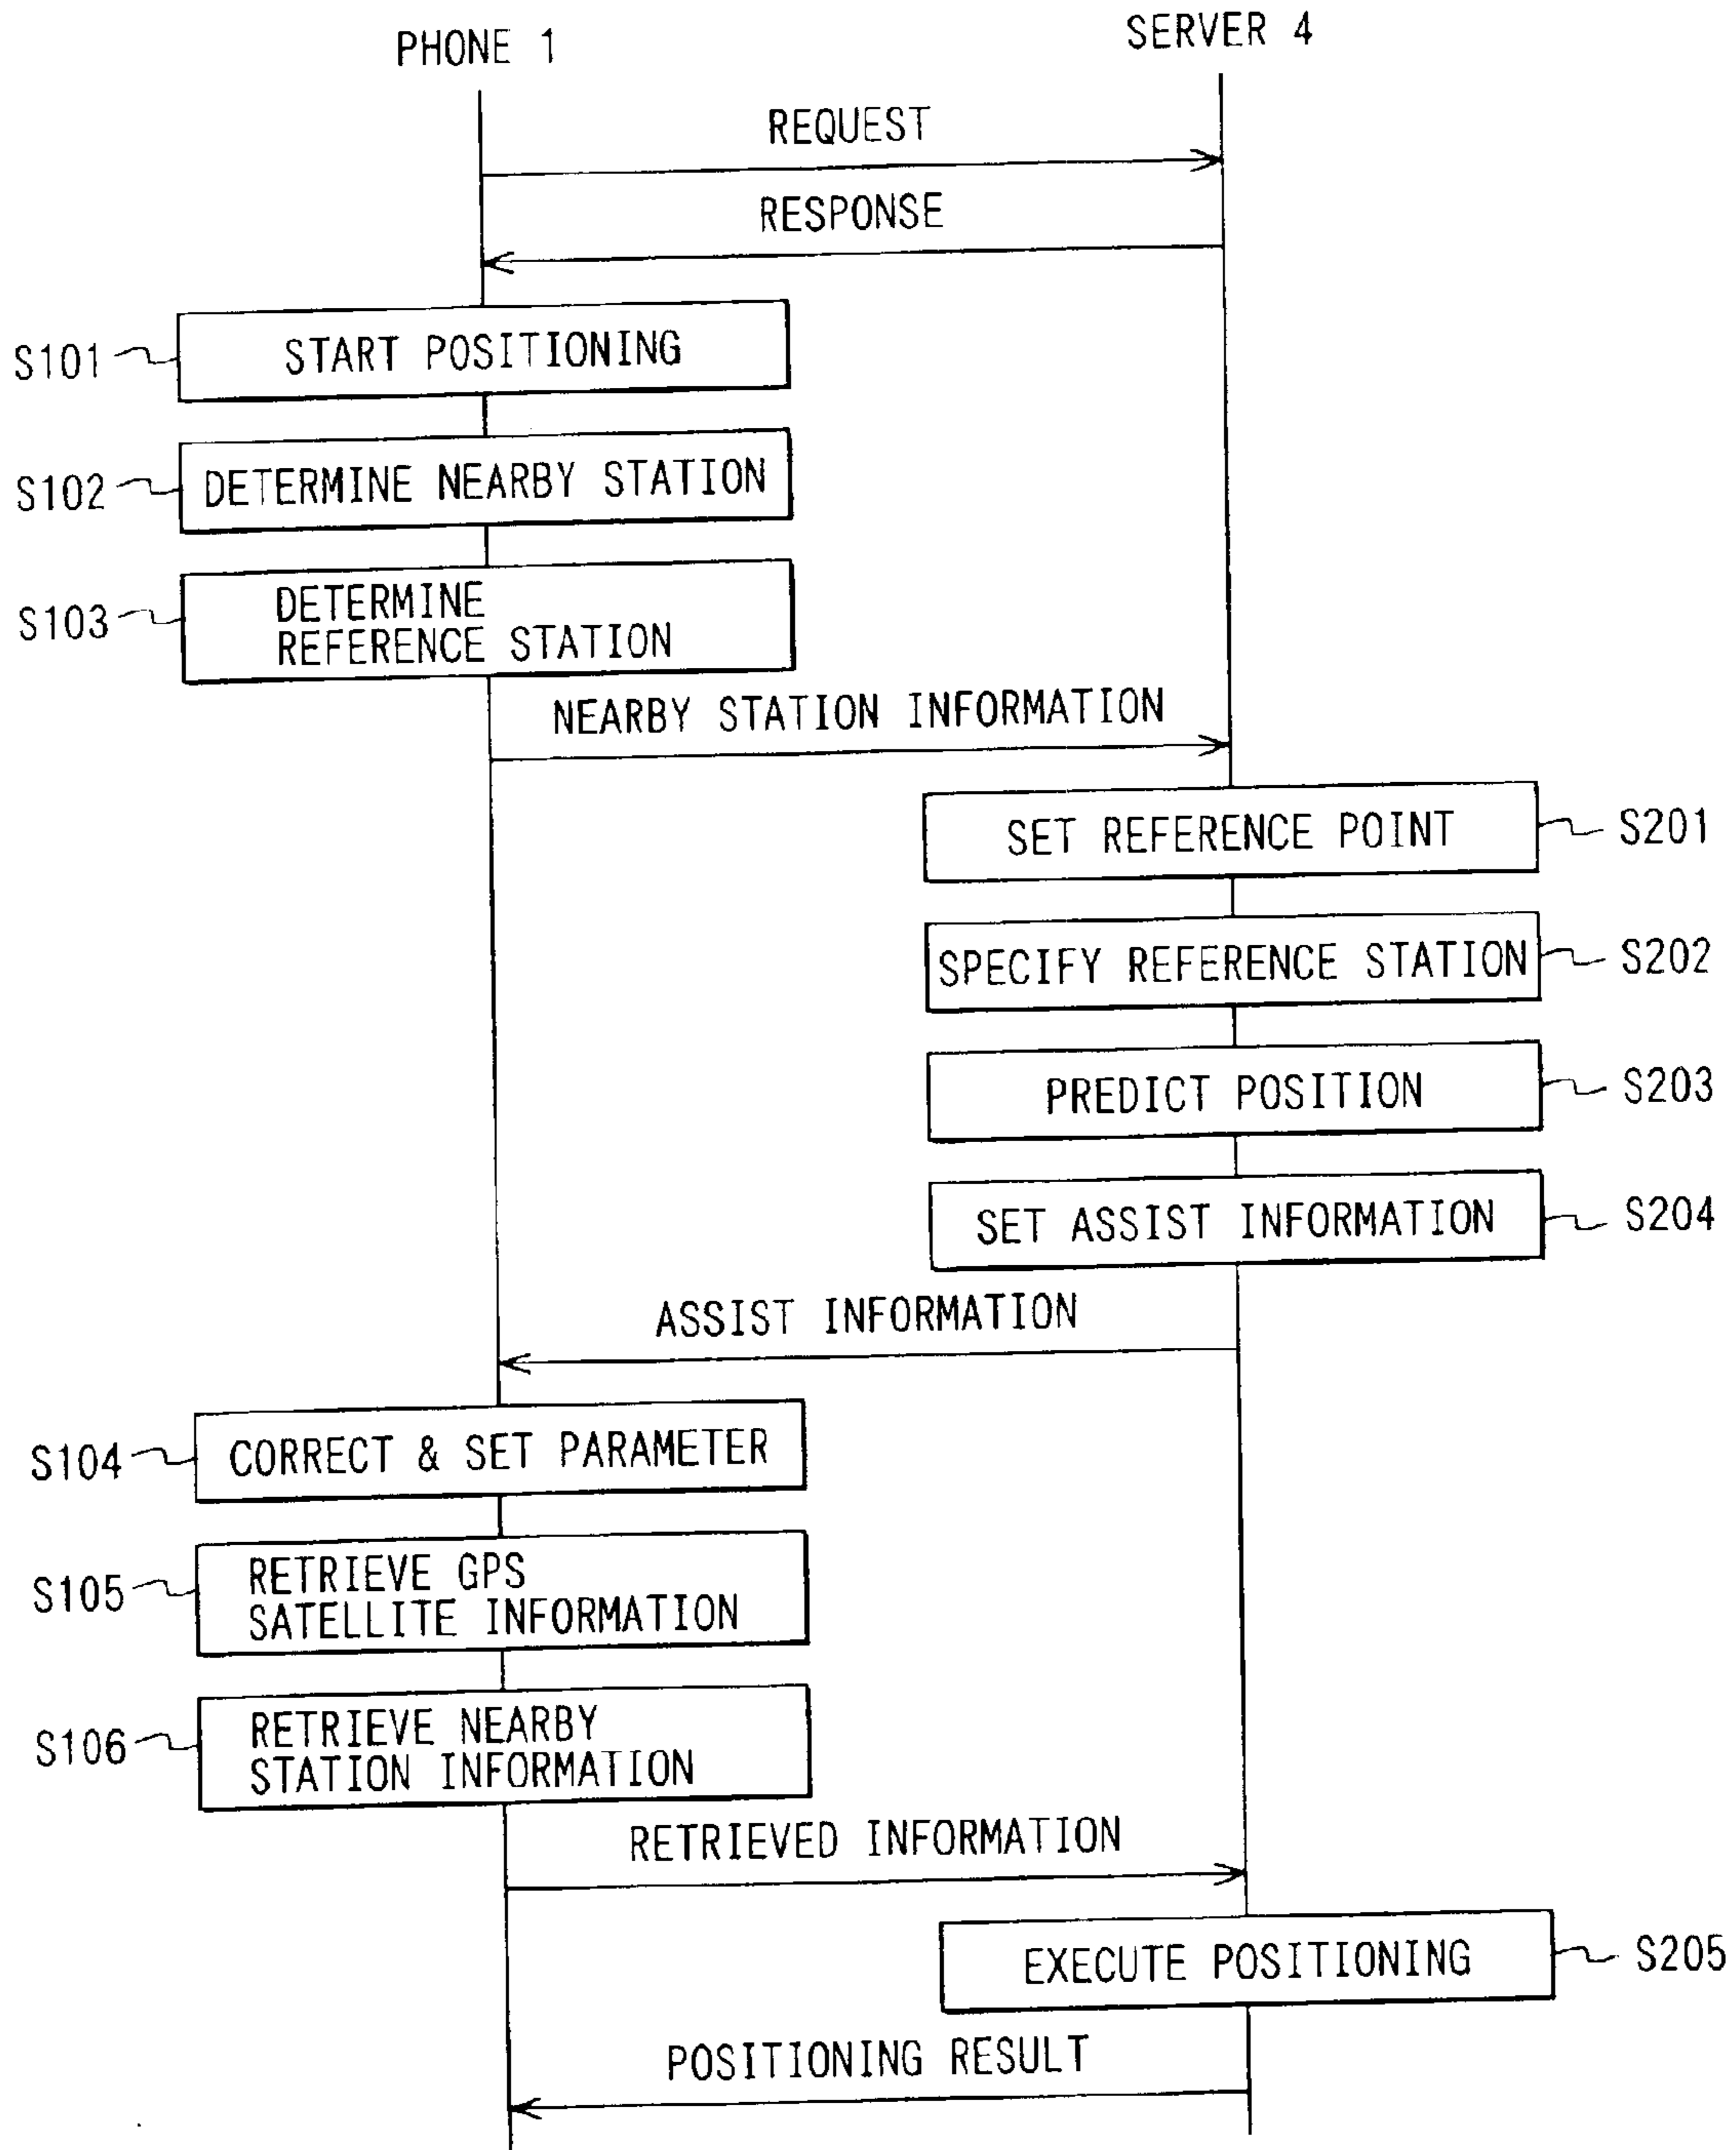 PHONE 1
SERVER 4
REQUEST
RESPONSE
S101
START POSITIONING
S102
DETERMINE NEARBY STATION
S103
DETERMINE
REFERENCE STATION
NEARBY STATION INFORMATION
SET REFERENCE POINT
S201
SPECIFY REFERENCE STATION
S202
PREDICT POSITION
S203
SET ASSIST INFORMATION
S204
ASSIST INFORMATION
S104
CORRECT & SET PARAMETER
S105
RETRIEVE GPS
SATELLITE INFORMATION
S106
RETRIEVE NEARBY
STATION INFORMATION
RETRIEVED INFORMATION
EXECUTE POSITIONING
S205
POSITIONING RESULT